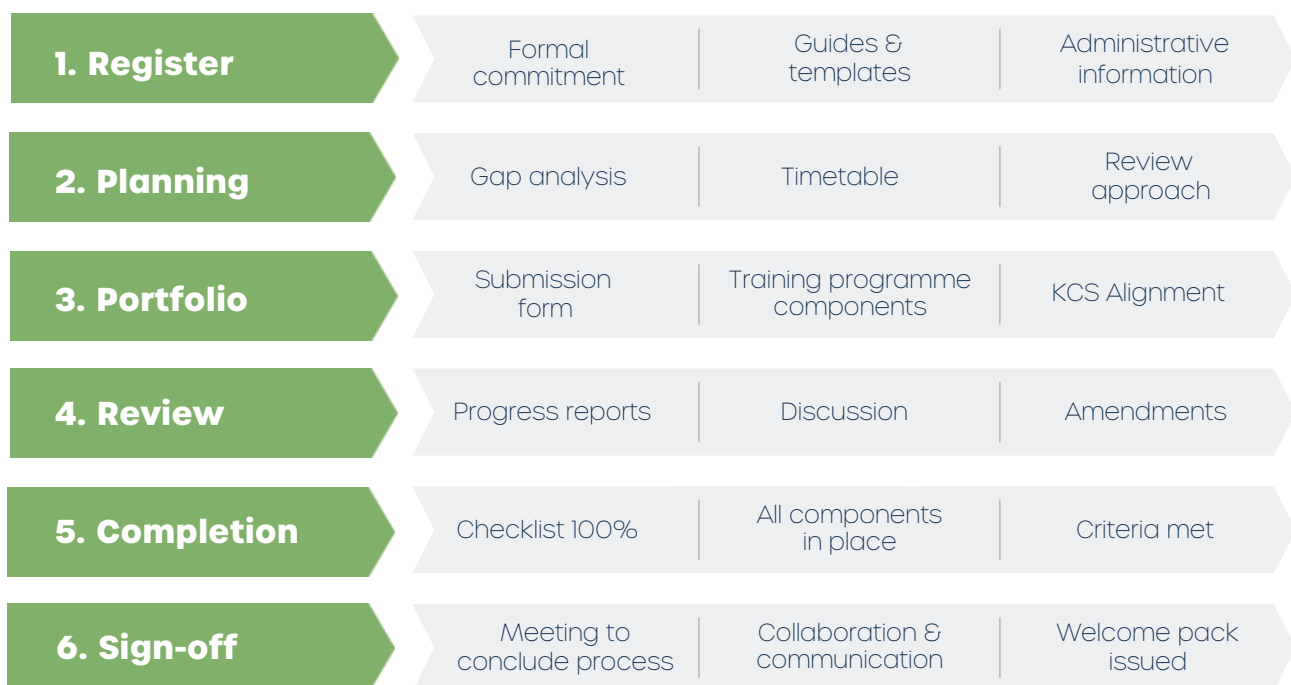 1. Register
Formal
commitment
Guides &
templates
Administrative
information
2. Planning
Gap analysis
Timetable
Review
approach
3. Portfolio
Submission
form
Training programme
components
KCS Alignment
4. Review
Progress reports
Discussion
Amendments
5. Completion
Checklist 100%
All components
in place
Criteria met
6. Sign-off
Meeting to
conclude process
Collaboration &
communication
Welcome pack
issued